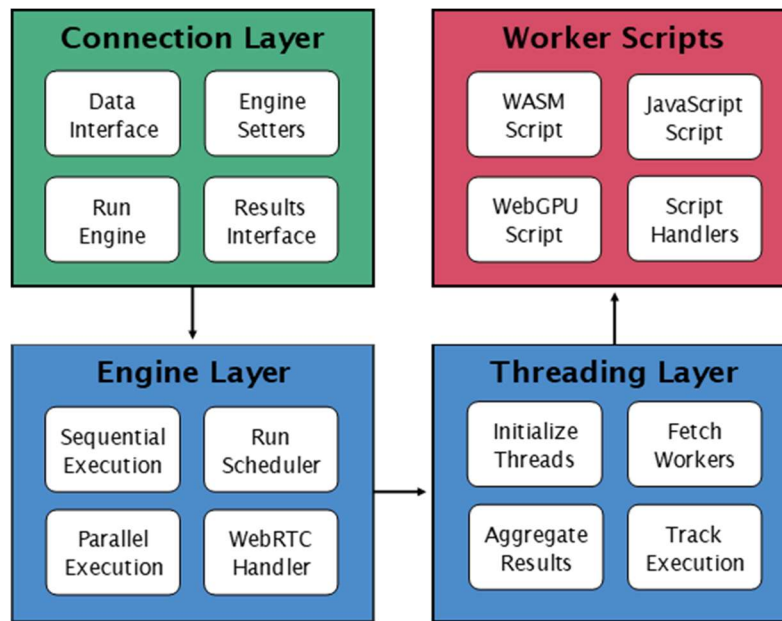 Connection Layer
Data
Interface
Engine
Setters
Run
Engine
Results
Interface
Worker Scripts
WASM
Script
JavaScript
Script
WebGPU
Script
Script
Handlers
Engine Layer
Sequential
Execution
Run
Scheduler
Parallel
Execution
WebRTC
Handler
Threading Layer
Initialize
Threads
Fetch
Workers
Aggregate
Results
Track
Execution